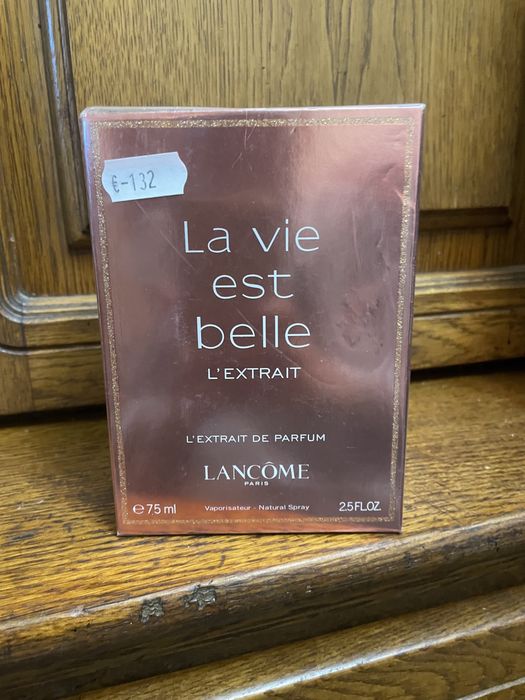 €-132
La vie
est
belle
L'EXTRAIT
L'EXTRAIT DE PARFUM
LANCÔME
PARIS
℮ 75 ml Vaporisateur - Natural Spray 2.5 FL.OZ.